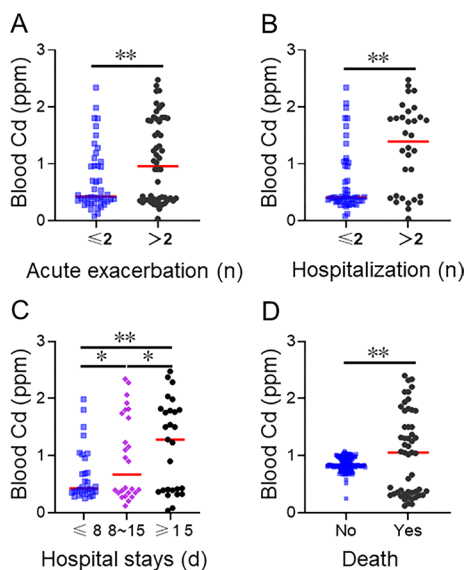 A
B
3
2
1
0
Blood Cd (ppm)
**
≤2 >2
Acute exacerbation (n)
3
2
1
0
Blood Cd (ppm)
**
≤2 >2
Hospitalization (n)
C
D
3
2
1
0
Blood Cd (ppm)
**
* *
≤ 8 8~15 ≥15
Hospital stays (d)
3
2
1
0
Blood Cd (ppm)
**
No Yes
Death